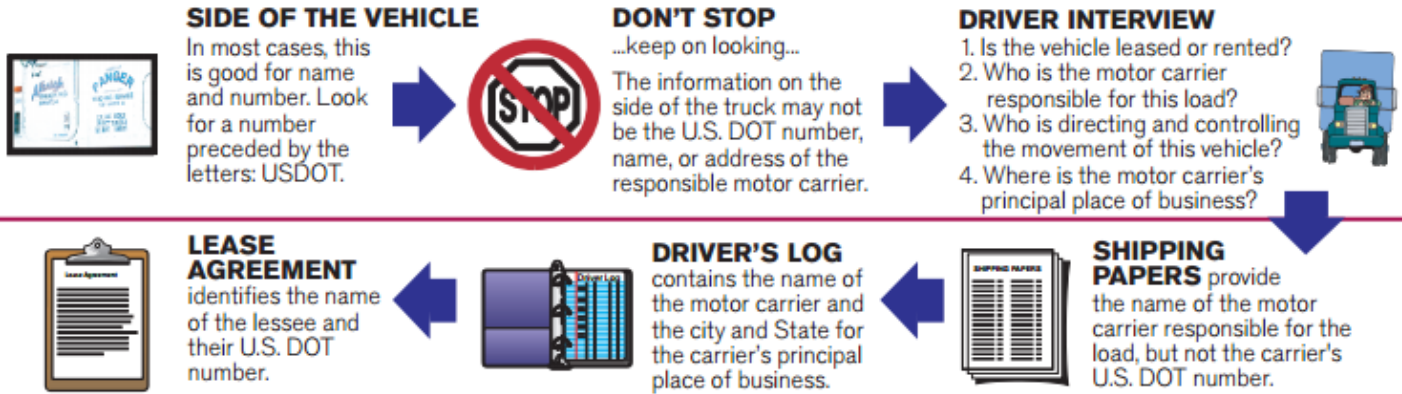 SIDE OF THE VEHICLE
In most cases, this
is good for name
and number. Look
for a number
preceded by the
letters: USDOT.
STOP
DON'T STOP
...keep on looking...
The information on the
side of the truck may not
be the U.S. DOT number,
name, or address of the
responsible motor carrier.
DRIVER INTERVIEW
1. Is the vehicle leased or rented?
2. Who is the motor carrier
responsible for this load?
3. Who is directing and controlling
the movement of this vehicle?
4. Where is the motor carrier's
principal place of business?
SHIPPING PAPERS
SHIPPING
PAPERS provide
the name of the motor
carrier responsible for the
load, but not the carrier's
U.S. DOT number.
Driver Log
DRIVER'S LOG
contains the name of
the motor carrier and
the city and State for
the carrier's principal
place of business.
Lease Agreement
LEASE
AGREEMENT
identifies the name
of the lessee and
their U.S. DOT
number.